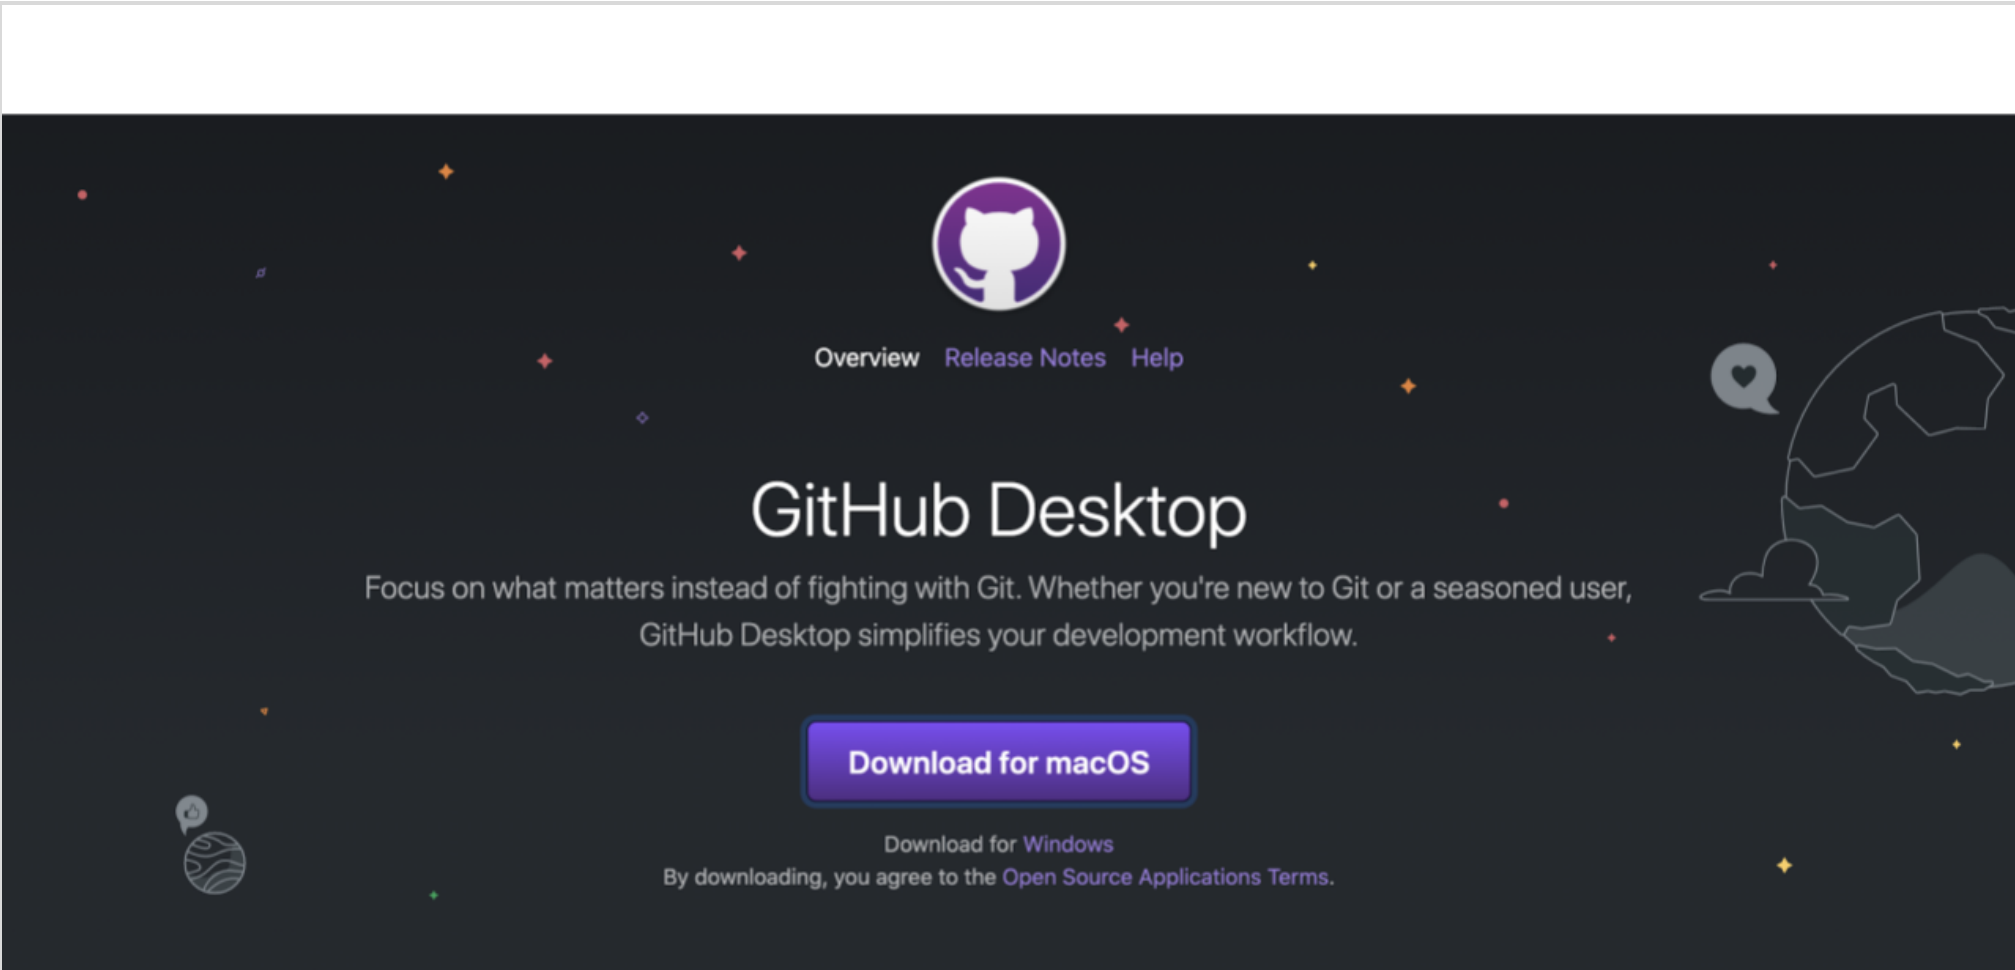 Overview Release Notes Help
GitHub Desktop
Focus on what matters instead of fighting with Git. Whether you're new to Git or a seasoned user,
GitHub Desktop simplifies your development workflow.
Download for macOS
Download for Windows
By downloading, you agree to the Open Source Applications Terms.